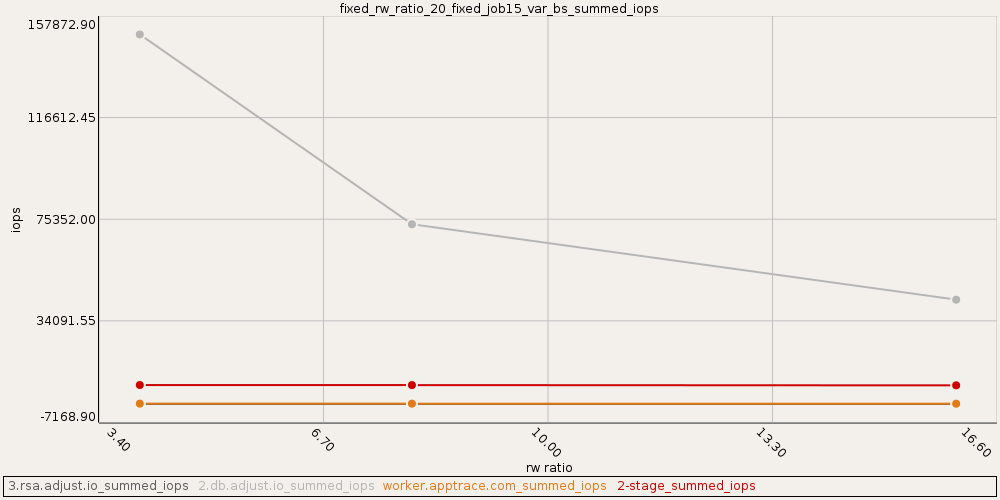 fixed_rw_ratio_20_fixed_job15_var_bs_summed_iops
157872.90
116612.45
75352.00
34091.55
-7168.90
iops
3.40
6.70
10.00
13.30
16.60
rw ratio
3.rsa.adjust.io_summed_iops 2.db.adjust.io_summed_iops worker.apptrace.com_summed_iops 2-stage_summed_iops